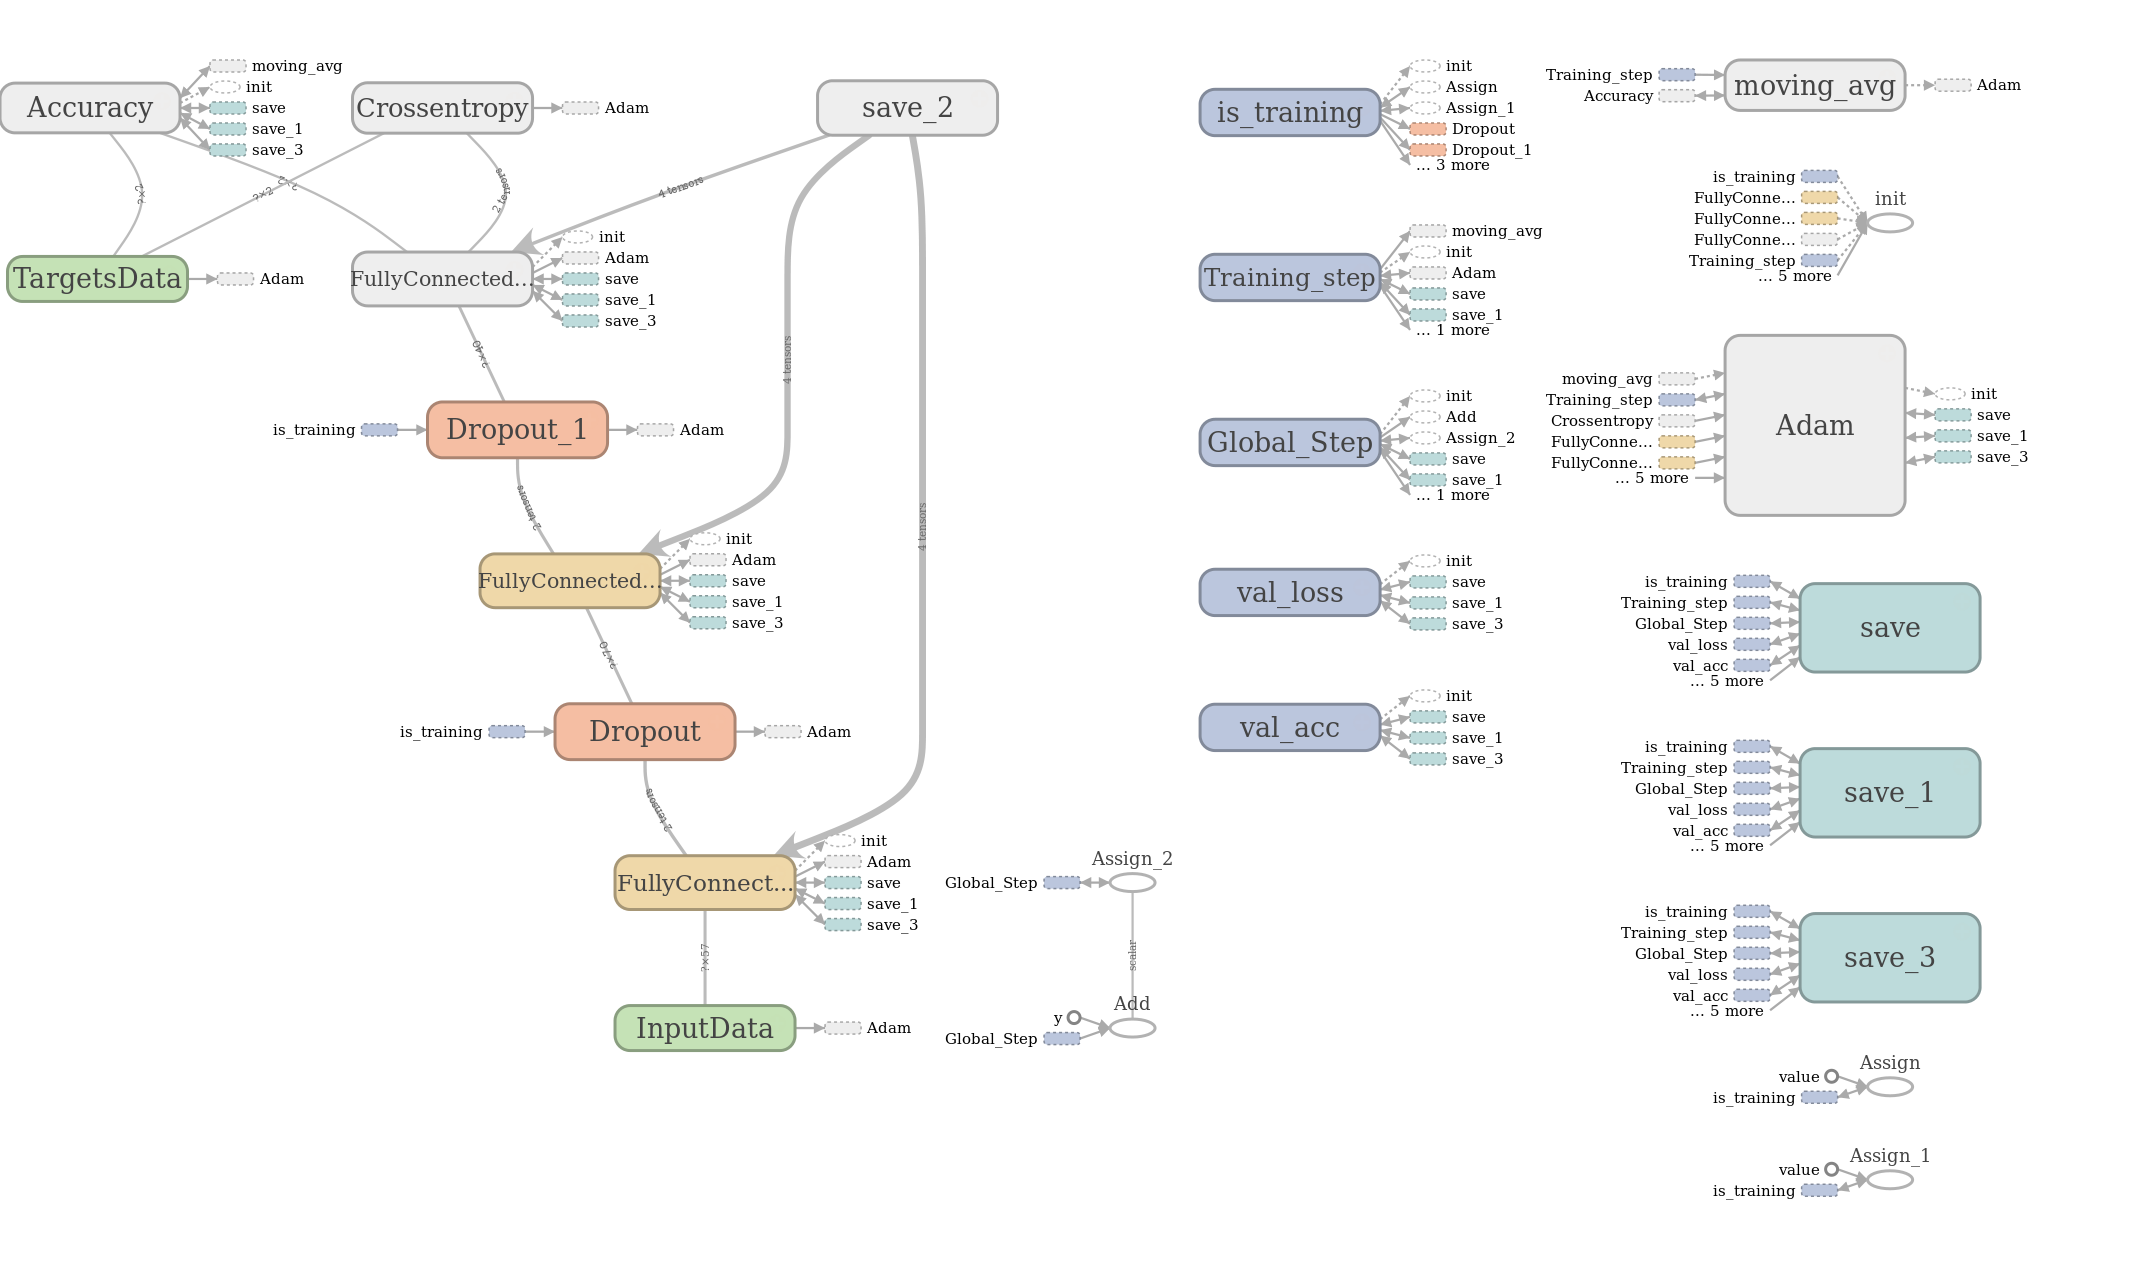 Accuracy
moving_avg
init
save
save_1
save_3
Crossentropy
Adam
save_2
?×2
?×2
?×2
2 tensors
4 tensors
TargetsData
Adam
FullyConnected...
init
Adam
save
save_1
save_3
?×40
4 tensors
is_training
Dropout_1
Adam
2 tensors
4 tensors
FullyConnected...
init
Adam
save
save_1
save_3
?×70
is_training
Dropout
Adam
2 tensors
FullyConnect...
init
Adam
save
save_1
save_3
?×57
InputData
Adam
Assign_2
Global_Step
scalar
Add
y
Global_Step
is_training
init
Assign
Assign_1
Dropout
Dropout_1
... 3 more
Training_step
moving_avg
init
Adam
save
save_1
... 1 more
Global_Step
init
Add
Assign_2
save
save_1
... 1 more
val_loss
init
save
save_1
save_3
val_acc
init
save
save_1
save_3
Training_step
Accuracy
moving_avg
Adam
is_training
FullyConne...
FullyConne...
FullyConne...
Training_step
... 5 more
init
moving_avg
Training_step
Crossentropy
FullyConne...
FullyConne...
... 5 more
Adam
init
save
save_1
save_3
is_training
Training_step
Global_Step
val_loss
val_acc
... 5 more
save
is_training
Training_step
Global_Step
val_loss
val_acc
... 5 more
save_1
is_training
Training_step
Global_Step
val_loss
val_acc
... 5 more
save_3
Assign
value
is_training
Assign_1
value
is_training